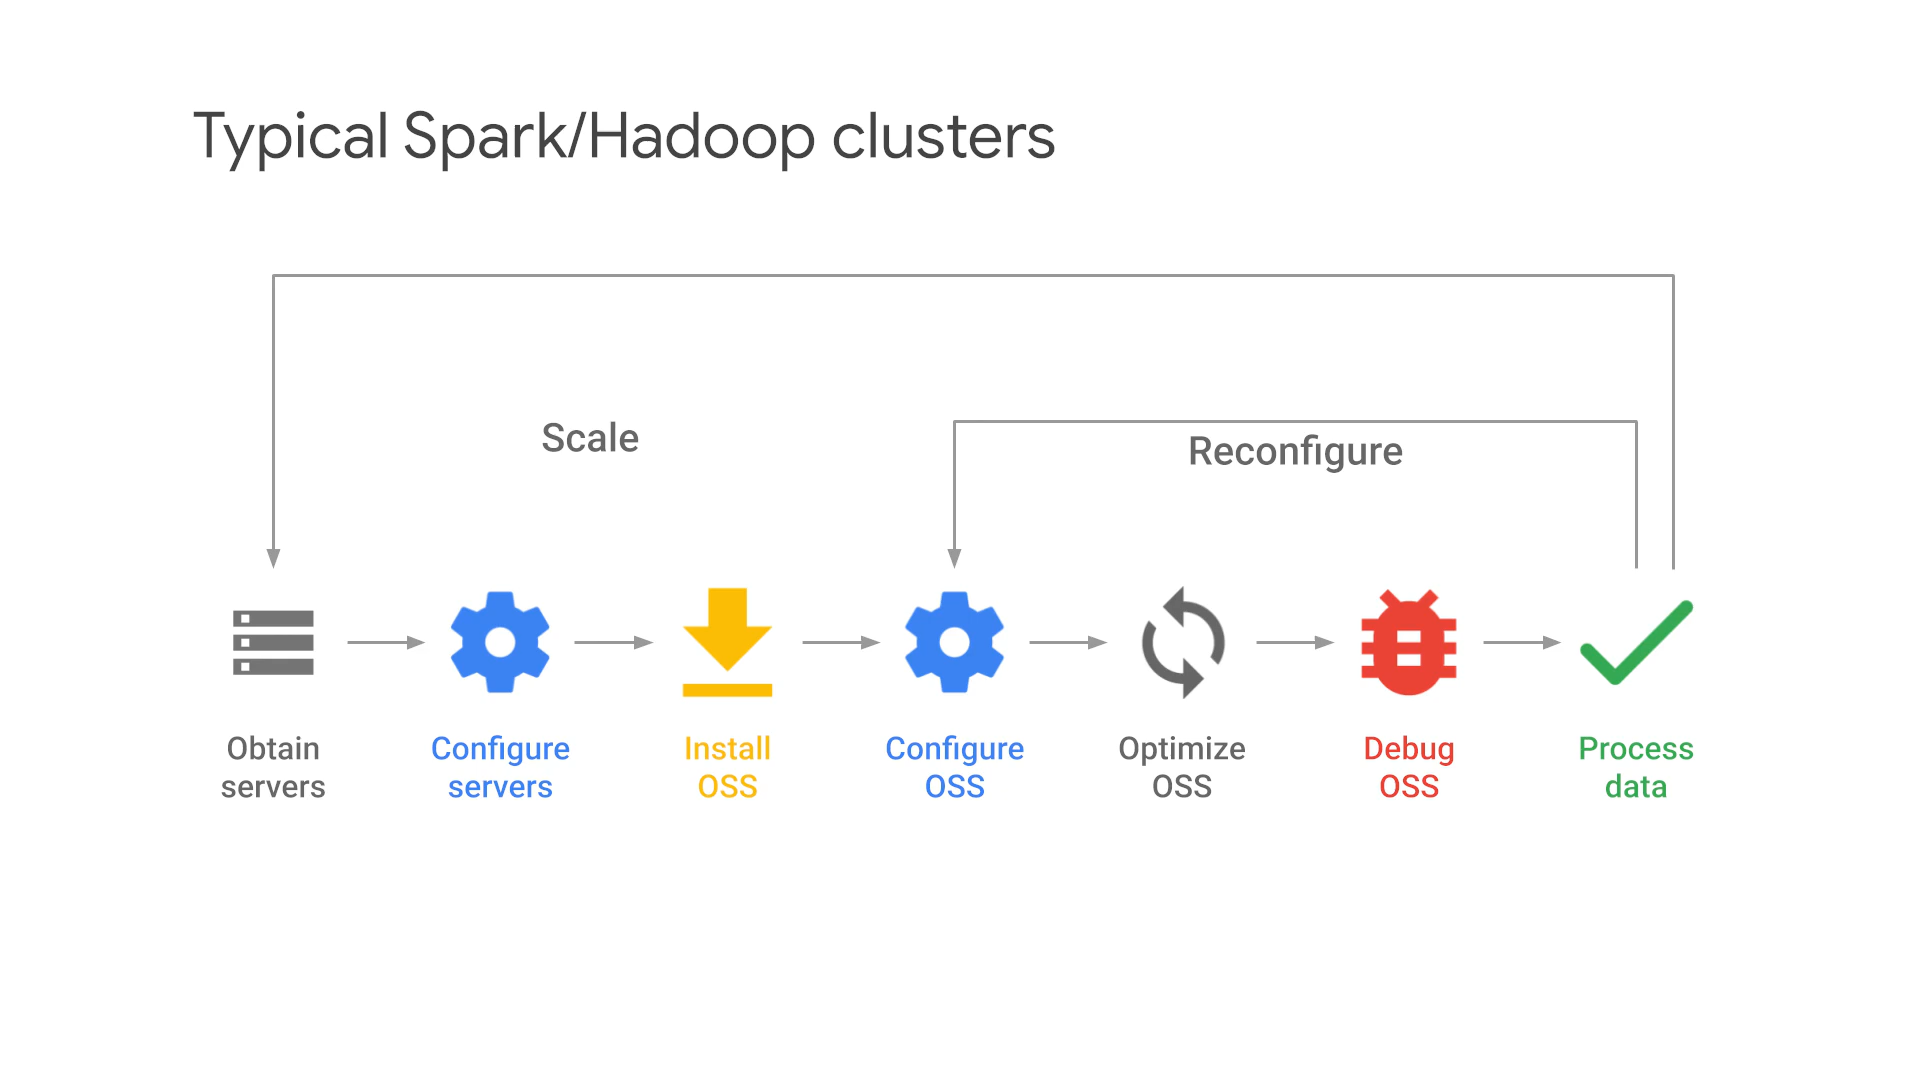 Typical Spark/Hadoop clusters
Scale
Reconfigure
Obtain
servers
Configure
servers
Install
OSS
Configure
OSS
Optimize
OSS
Debug
OSS
Process
data